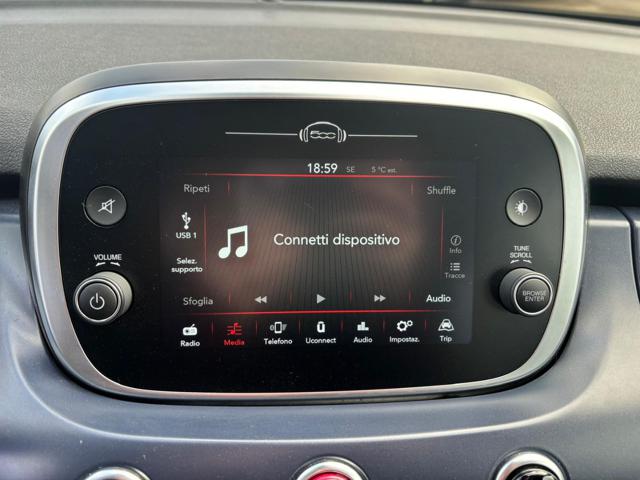 500
18:59 SE 5 °C est.
Ripeti
Shuffle
USB 1
Selez.
supporto
Connetti dispositivo
Info
Tracce
VOLUME
TUNE
SCROLL
BROWSE
ENTER
Sfoglia
Audio
Radio Media Telefono Uconnect Audio Impostaz. Trip